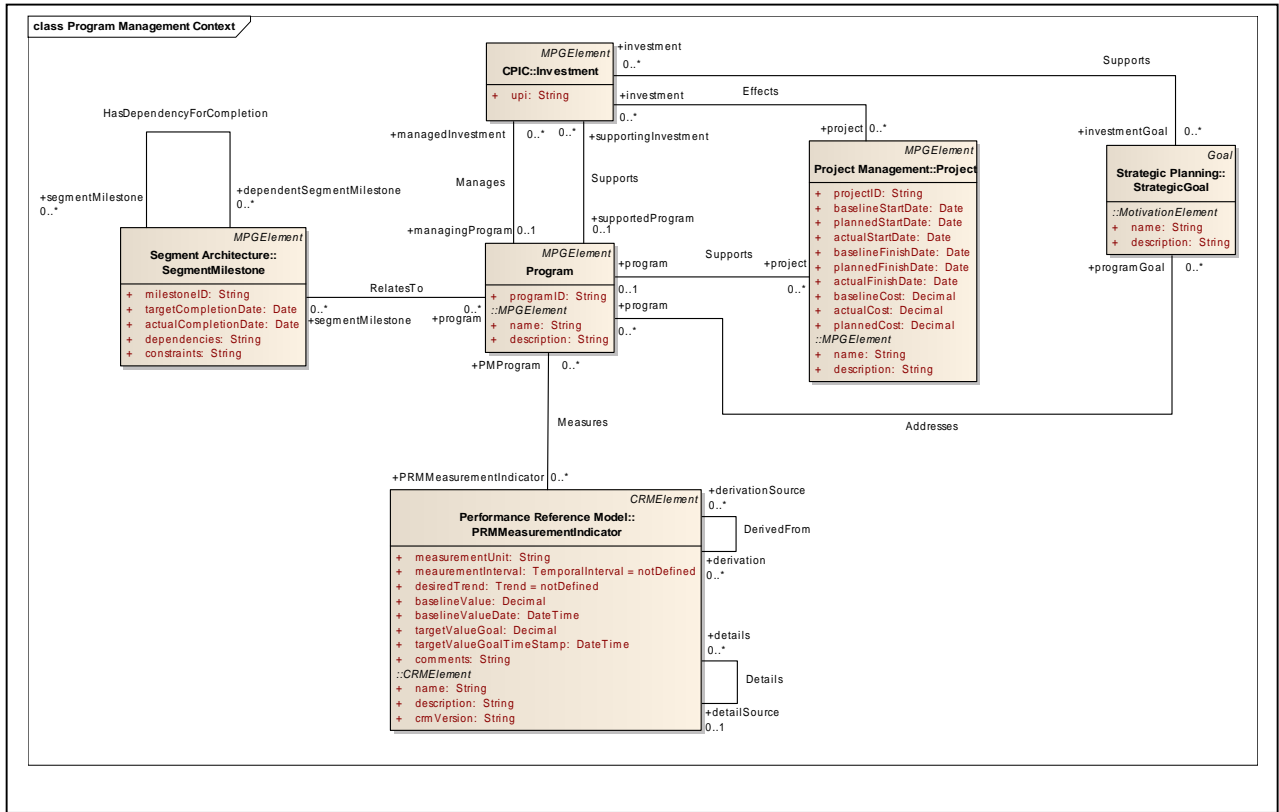 class Program Management Context
MPGElement
CPIC::Investment
+ upi: String
+investment
0..*
Supports
+investment
0..*
Effects
+project 0..*
+investmentGoal 0..*
HasDependencyForCompletion
+segmentMilestone
0..*
+dependentSegmentMilestone
0..*
+managedInvestment 0..*
0..* +supportingInvestment
Manages
Supports
+managingProgram 0..1
+supportedProgram
0..1
MPGElement
Project Management::Project
+ projectID: String
+ baselineStartDate: Date
+ plannedStartDate: Date
+ actualStartDate: Date
+ baselineFinishDate: Date
+ plannedFinishDate: Date
+ actualFinishDate: Date
+ baselineCost: Decimal
+ actualCost: Decimal
+ plannedCost: Decimal
::MPGElement
+ name: String
+ description: String
Goal
Strategic Planning::
StrategicGoal
::MotivationElement
+ name: String
+ description: String
+programGoal 0..*
MPGElement
Segment Architecture::
SegmentMilestone
+ milestoneID: String
+ targetCompletionDate: Date
+ actualCompletionDate: Date
+ dependencies: String
+ constraints: String
RelatesTo
0..*
+segmentMilestone
0..*
+program
MPGElement
Program
+ programID: String
::MPGElement
+ name: String
+ description: String
+program
0..1
Supports
+project
0..*
+program
0..*
Addresses
+PMProgram 0..*
Measures
+PRMMeasurementIndicator 0..*
CRMElement
Performance Reference Model::
PRMMeasurementIndicator
+ measurementUnit: String
+ meaurementInterval: TemporalInterval = notDefined
+ desiredTrend: Trend = notDefined
+ baselineValue: Decimal
+ baselineValueDate: DateTime
+ targetValueGoal: Decimal
+ targetValueGoalTimeStamp: DateTime
+ comments: String
::CRMElement
+ name: String
+ description: String
+ crmVersion: String
+derivationSource
0..*
DerivedFrom
+derivation
0..*
+details
0..*
Details
+detailSource
0..1